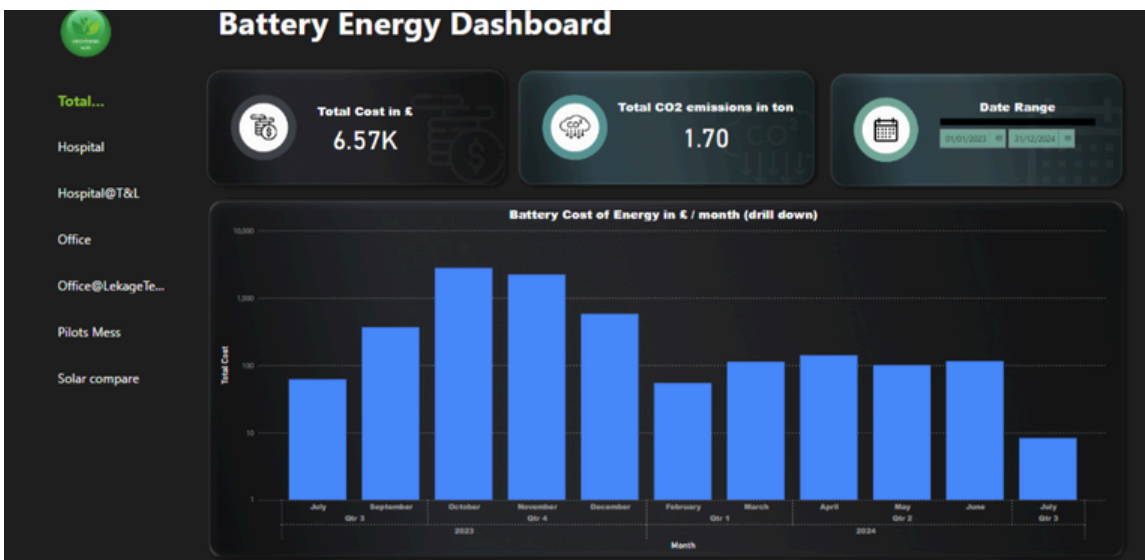 Battery Energy Dashboard
Total...
Hospital
Hospital@T&L
Office
Office@LekageTe...
Pilots Mess
Solar compare
Total Cost in £
6.57K
Total CO2 emissions in ton
1.70
Date Range
01/01/2023 31/12/2024
Battery Cost of Energy in £ / month (drill down)
10,000
1,000
100
10
1
Total Cost
July September October November December February March April May June July
Qtr 3 Qtr 4 Qtr 1 Qtr 2 Qtr 3
2023 2024
Month